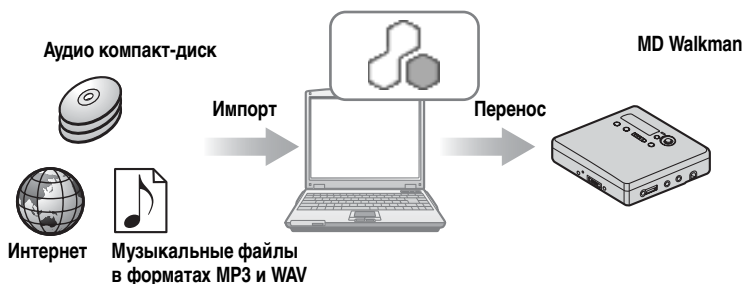 Аудио компакт-диск
MD Walkman
Импорт
Перенос
Интернет
Музыкальные файлы
в форматах MP3 и WAV